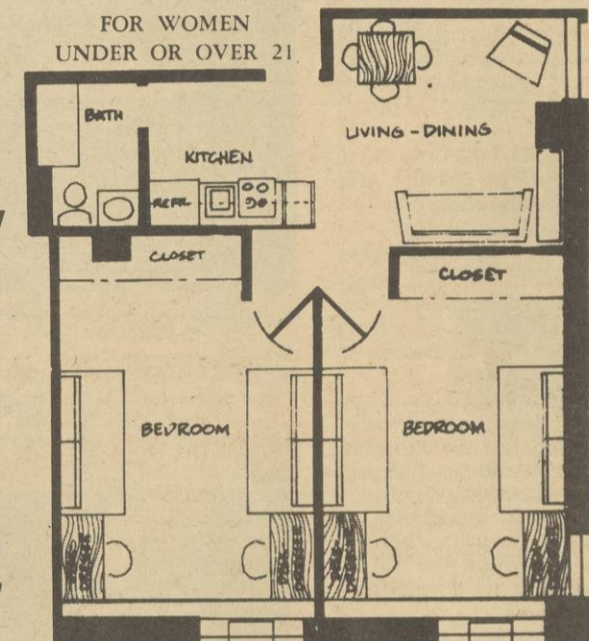 FOR WOMEN
UNDER OR OVER 21
BATH
LIVING-DINING
KITCHEN
REFR.
CLOSET
CLOSET
BEDROOM
BEDROOM